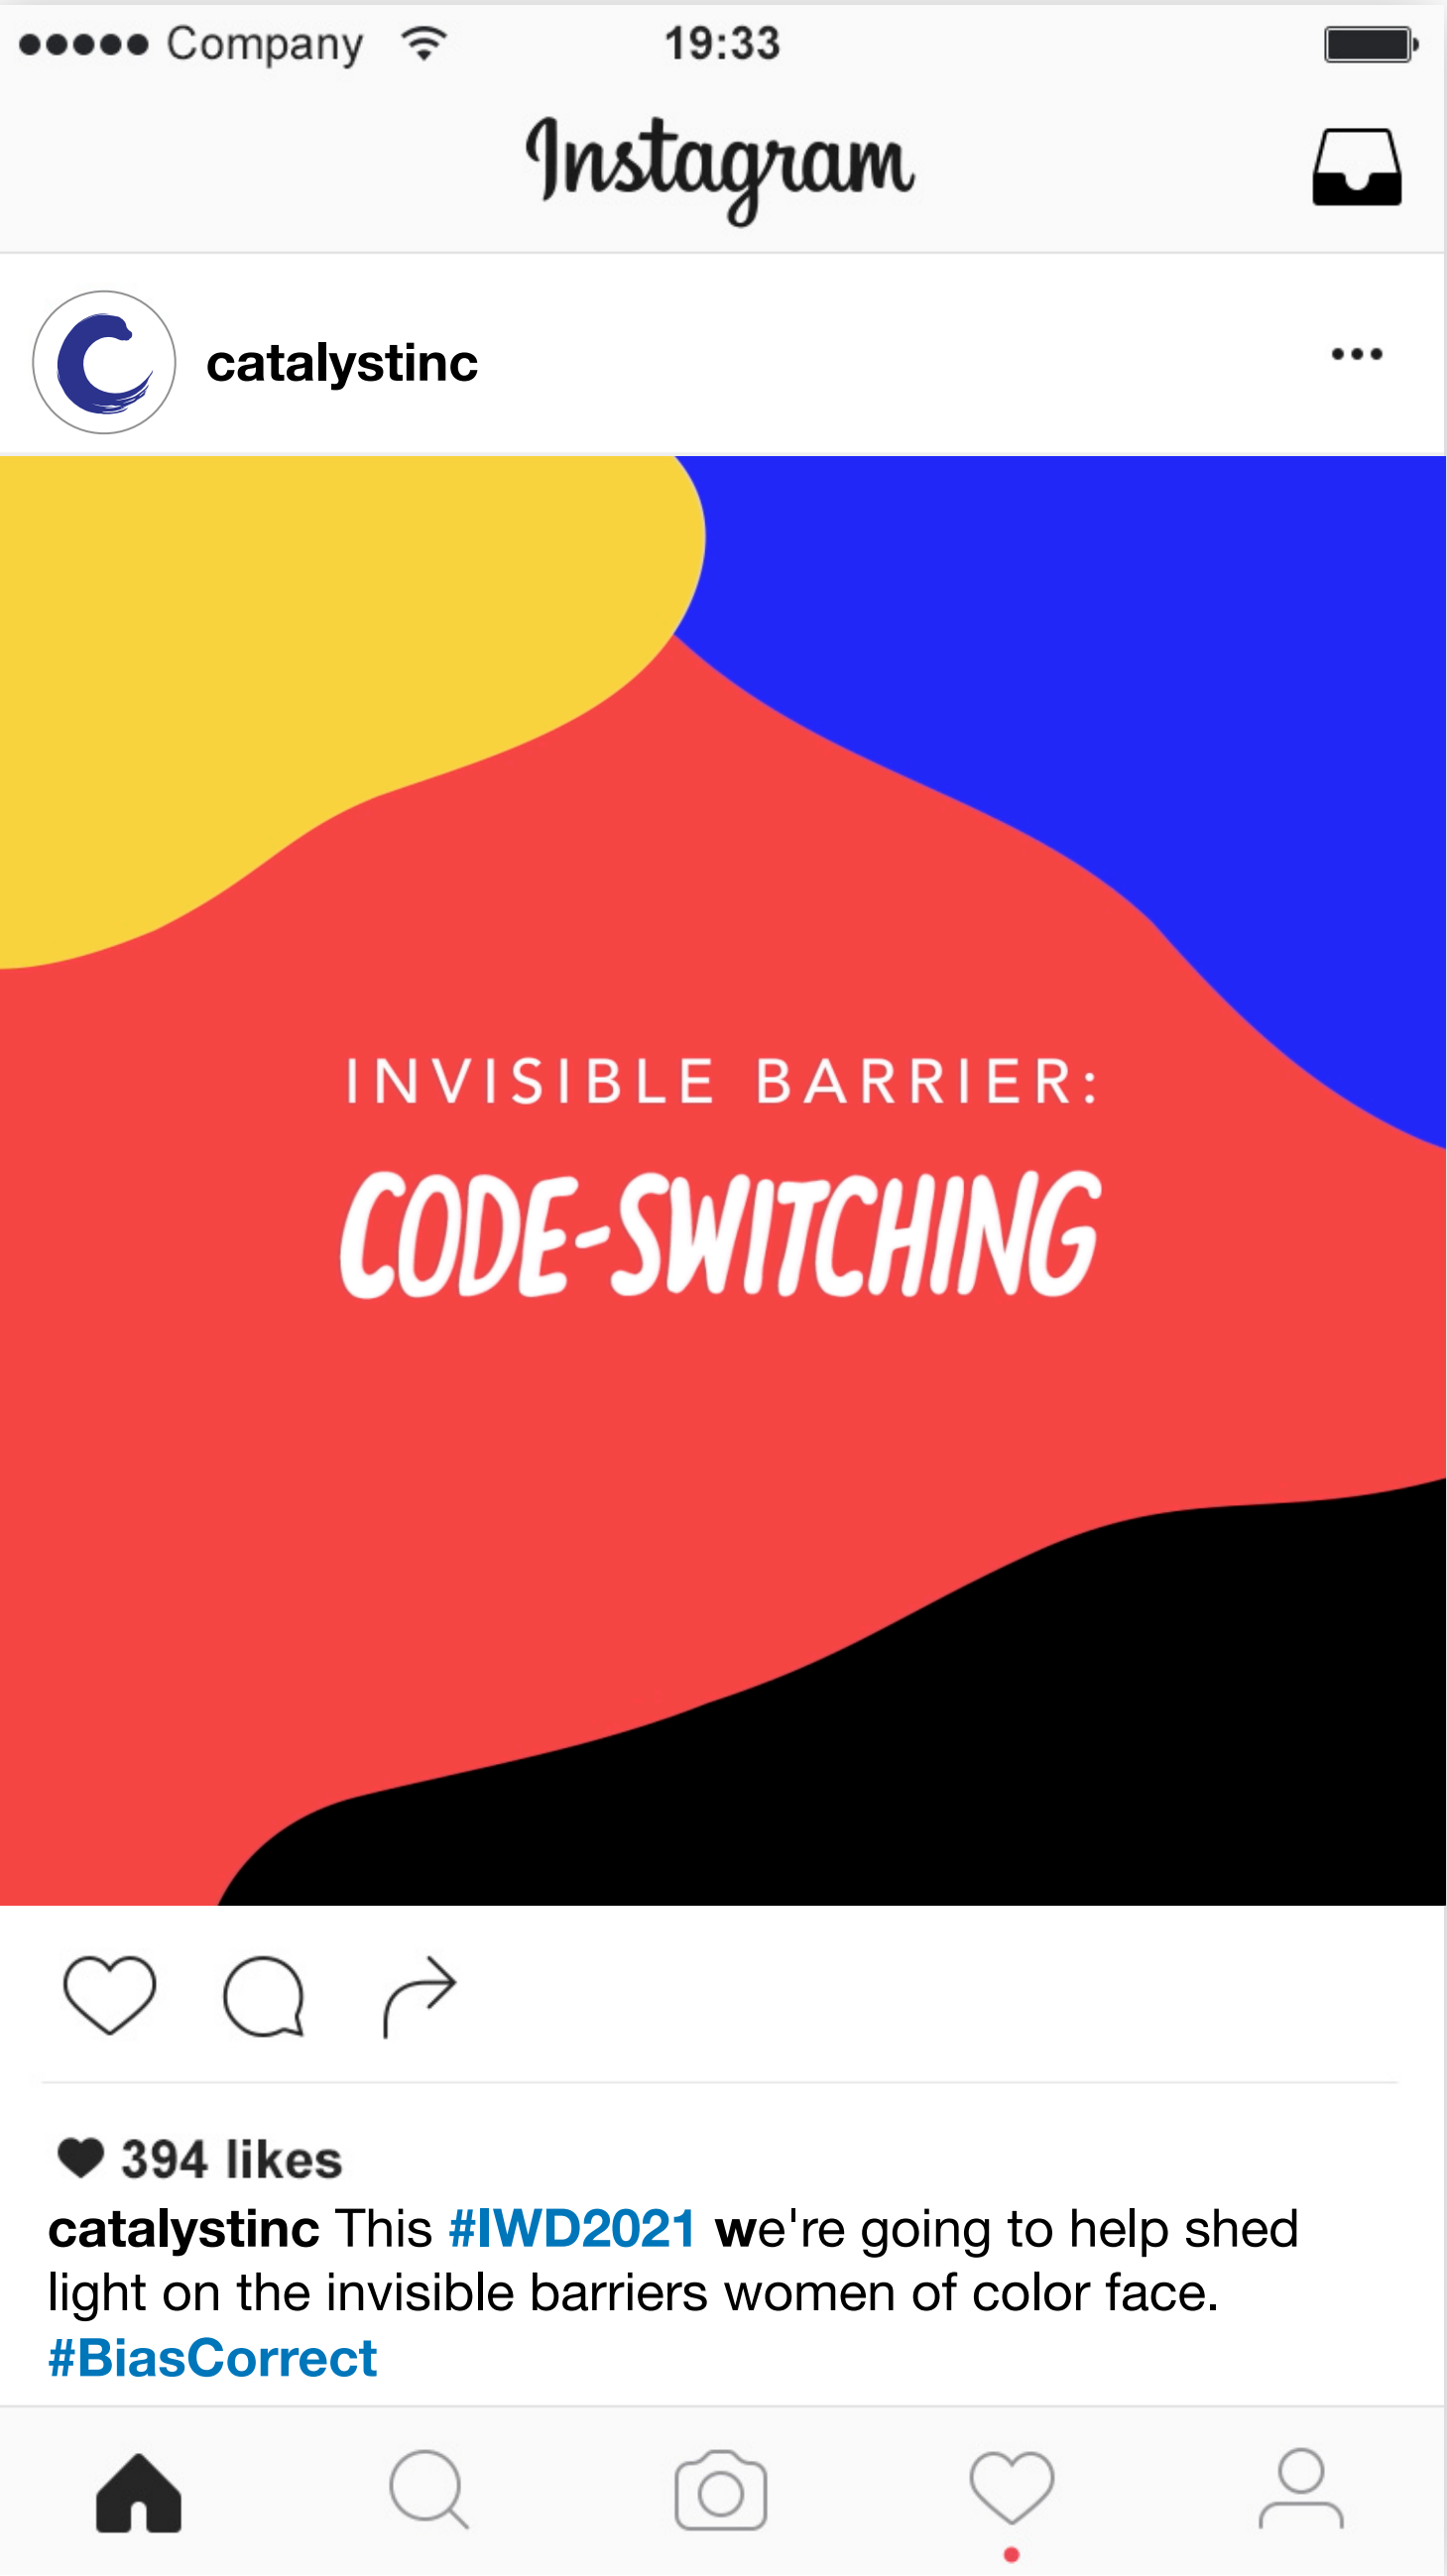 Company 19:33
Instagram
catalystinc
INVISIBLE BARRIER:
CODE-SWITCHING
394 likes
catalystinc This #IWD2021 we're going to help shed
light on the invisible barriers women of color face.
#BiasCorrect